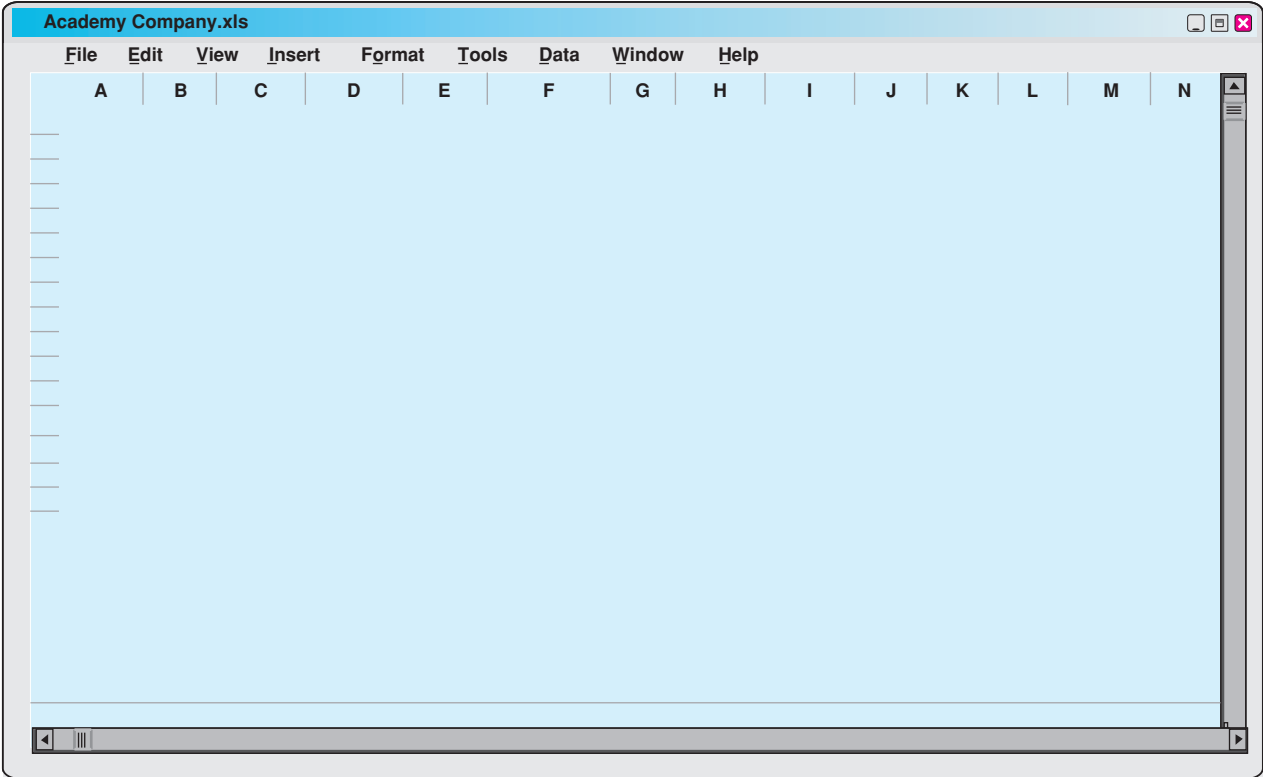 Academy Company.xls
File Edit View Insert Format Tools Data Window Help
A B C D E F G H I J K L M N